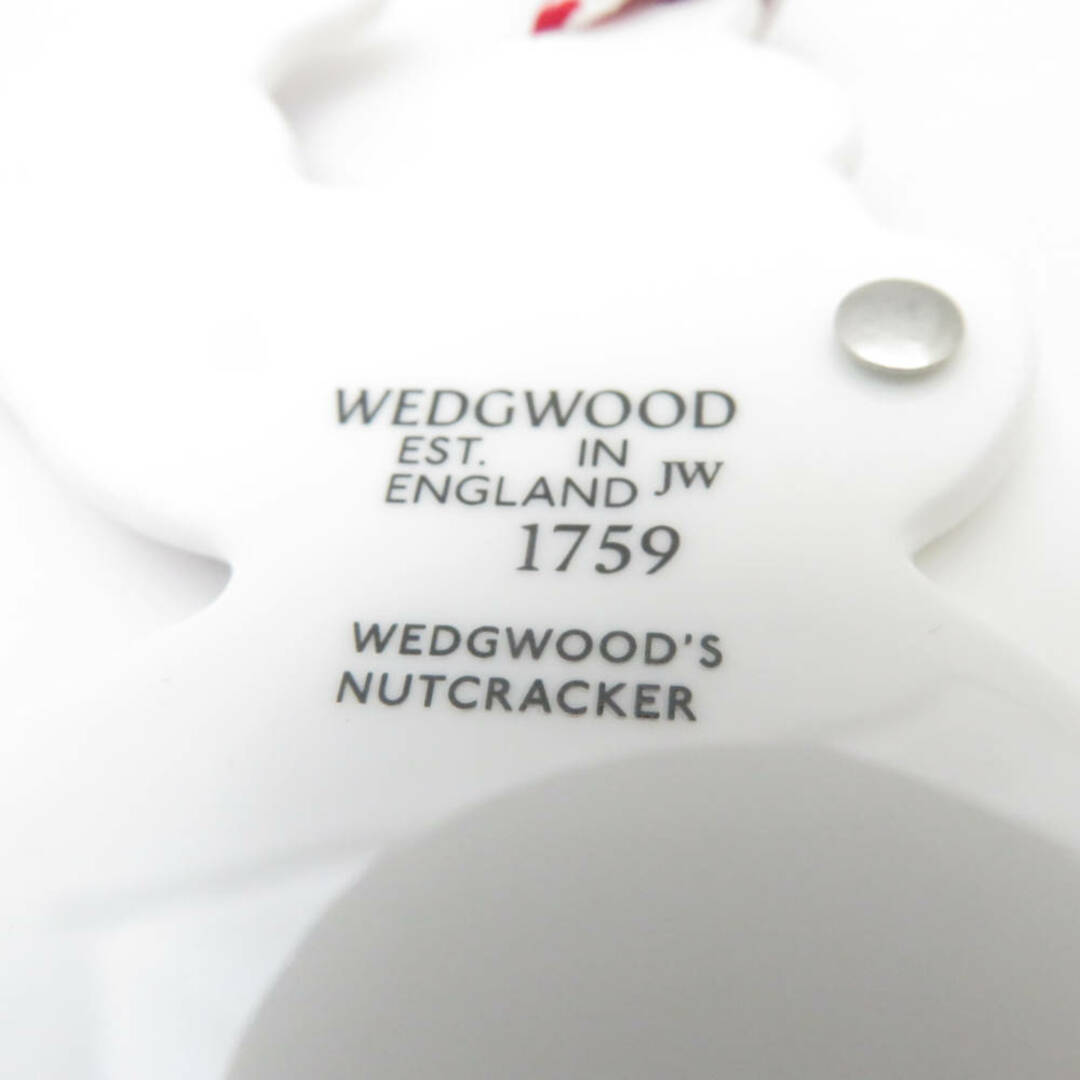 WEDGWOOD
EST. IN
ENGLAND JW
1759
WEDGWOOD'S
NUTCRACKER